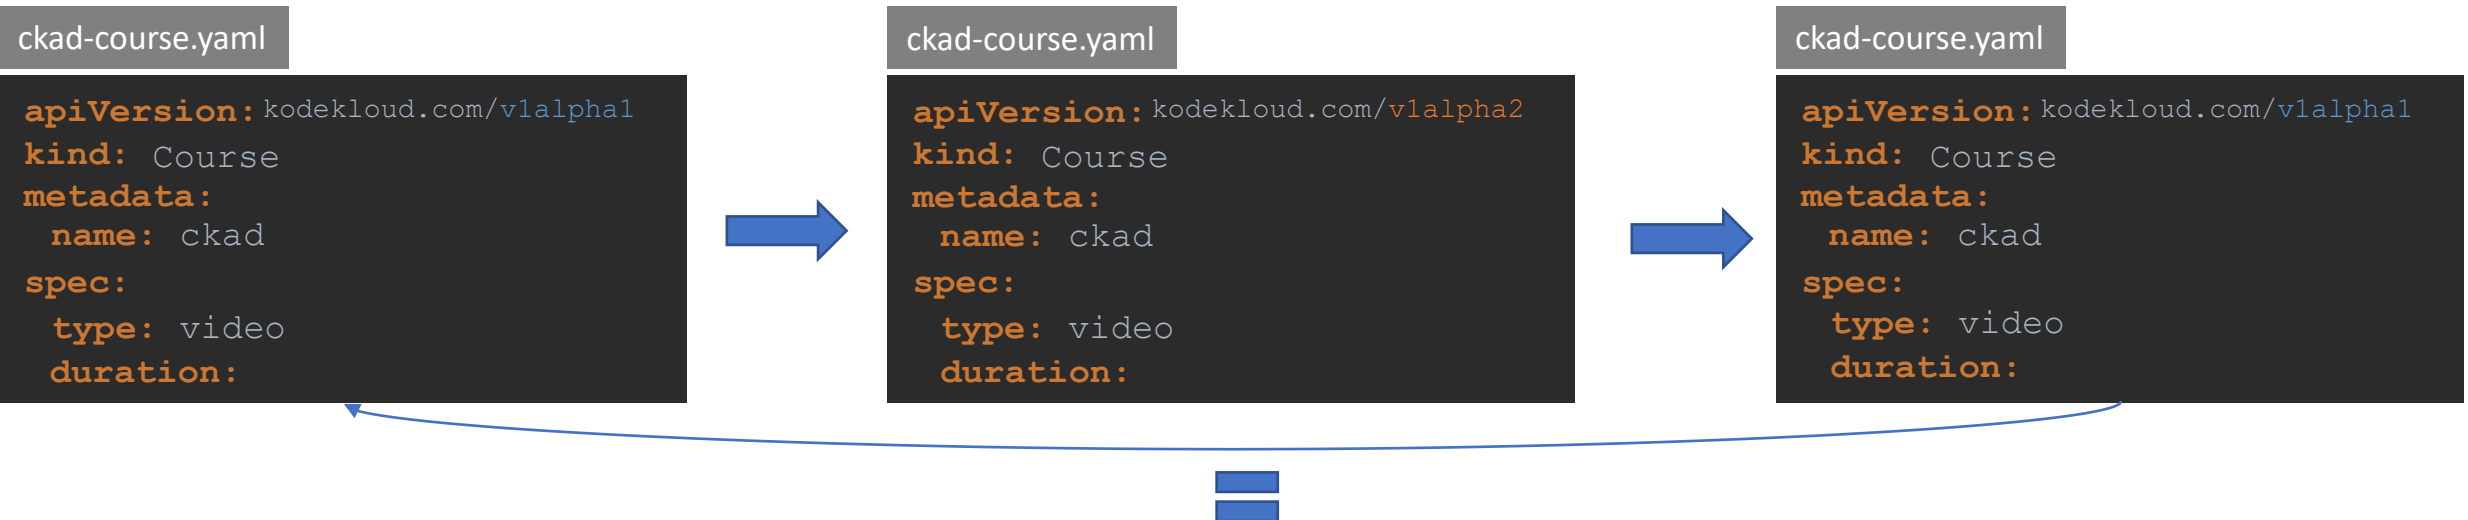 ckad-course.yaml
apiVersion: kodekloud.com/v1alpha1
kind: Course
metadata:
name: ckad
spec:
type: video
duration:
ckad-course.yaml
apiVersion: kodekloud.com/v1alpha2
kind: Course
metadata:
name: ckad
spec:
type: video
duration:
ckad-course.yaml
apiVersion: kodekloud.com/v1alpha1
kind: Course
metadata:
name: ckad
spec:
type: video
duration: